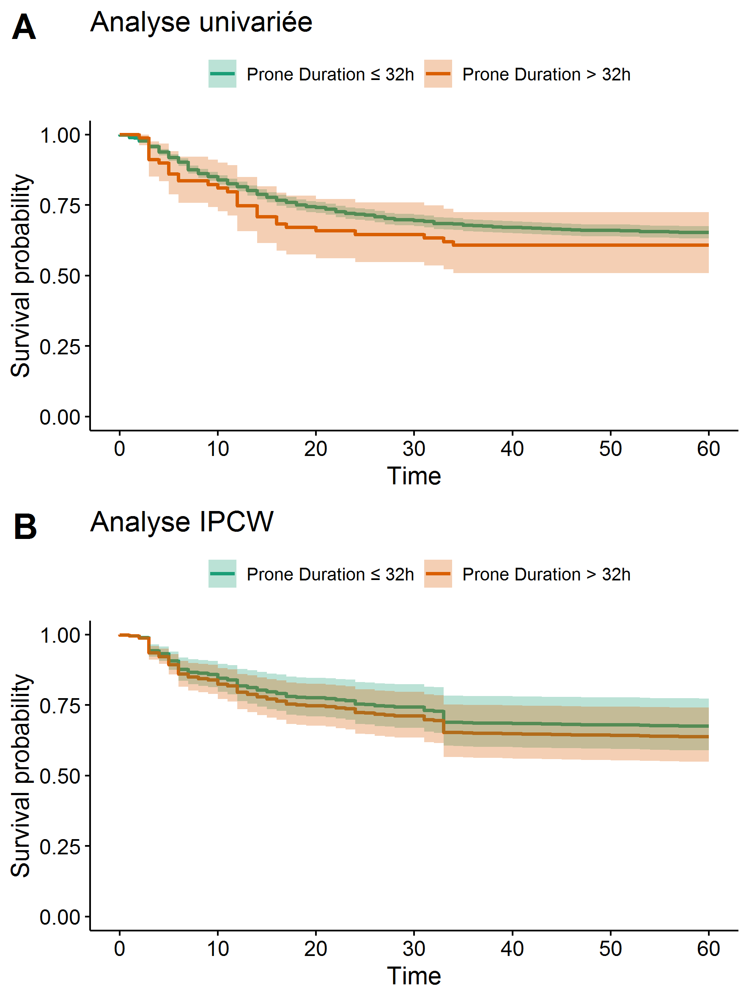 A
Analyse univariée
Prone Duration ≤ 32h
Prone Duration > 32h
Survival probability
1.00
0.75
0.50
0.25
0.00
0 10 20 30 40 50 60
Time
B
Analyse IPCW
Prone Duration ≤ 32h
Prone Duration > 32h
Survival probability
1.00
0.75
0.50
0.25
0.00
0 10 20 30 40 50 60
Time